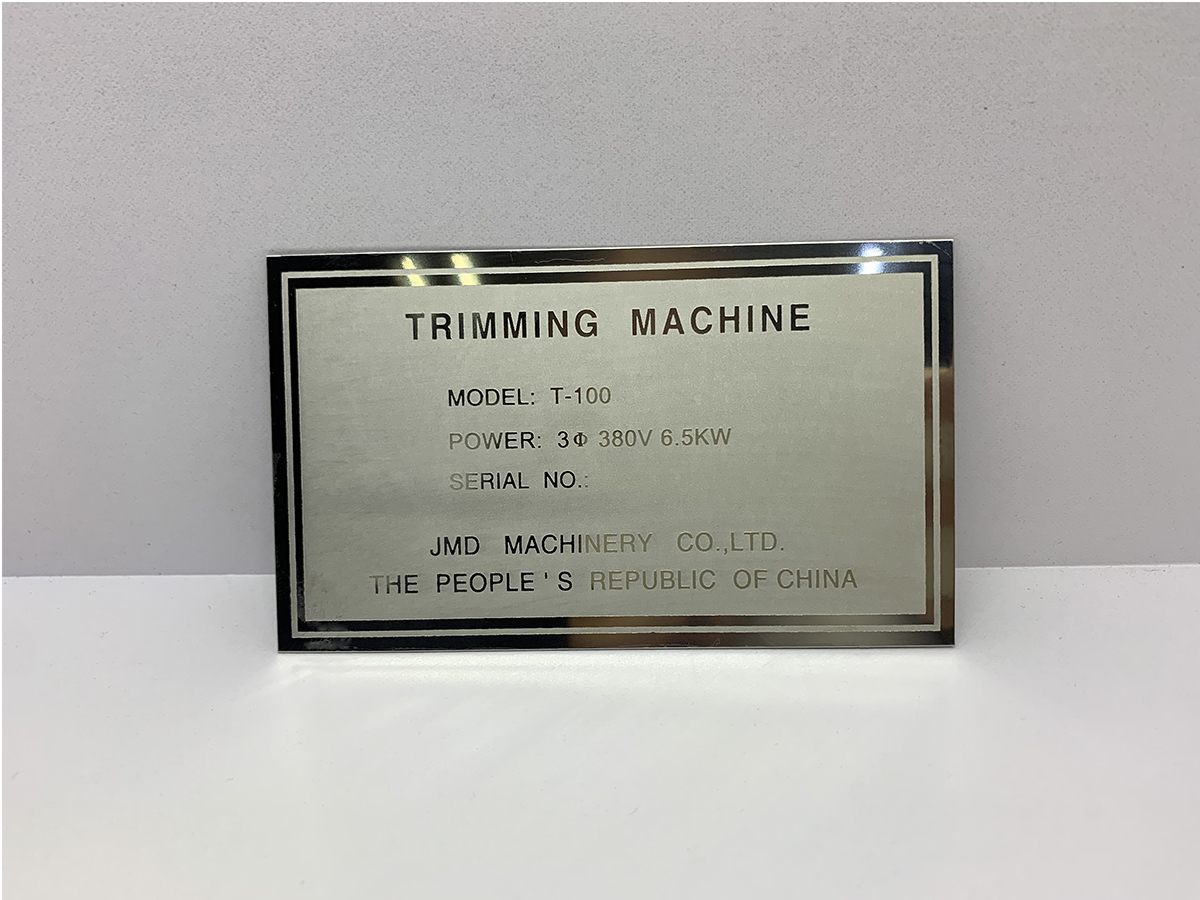 TRIMMING MACHINE
MODEL: T-100
POWER: 3Φ 380V 6.5KW
SERIAL NO.:
JMD MACHINERY CO.,LTD.
THE PEOPLE'S REPUBLIC OF CHINA